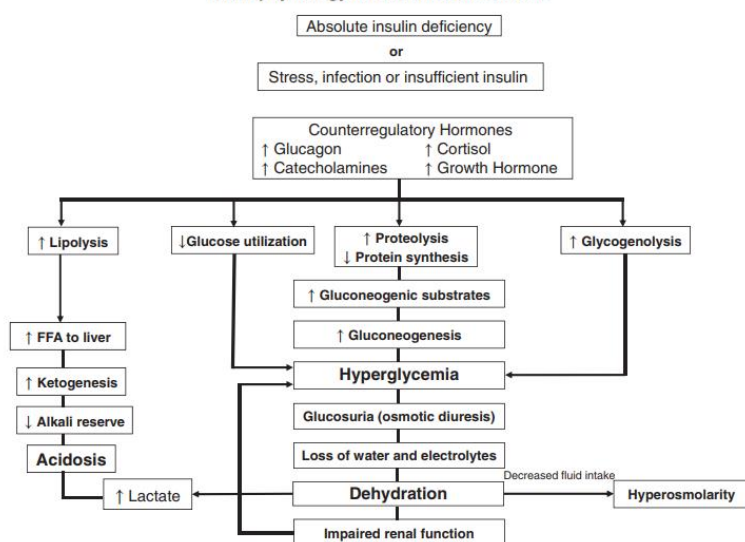 Absolute insulin deficiency
or
Stress, infection or insufficient insulin
Counterregulatory Hormones
↑ Glucagon ↑ Cortisol
↑ Catecholamines ↑ Growth Hormone
↑ Lipolysis
↓Glucose utilization
↑ Proteolysis
↓ Protein synthesis
↑ Glycogenolysis
↑ Gluconeogenic substrates
↑ FFA to liver
↑ Gluconeogenesis
Hyperglycemia
↑ Ketogenesis
↓ Alkali reserve
Glucosuria (osmotic diuresis)
Acidosis
Loss of water and electrolytes
Decreased fluid intake
↑ Lactate
Dehydration
Hyperosmolarity
Impaired renal function